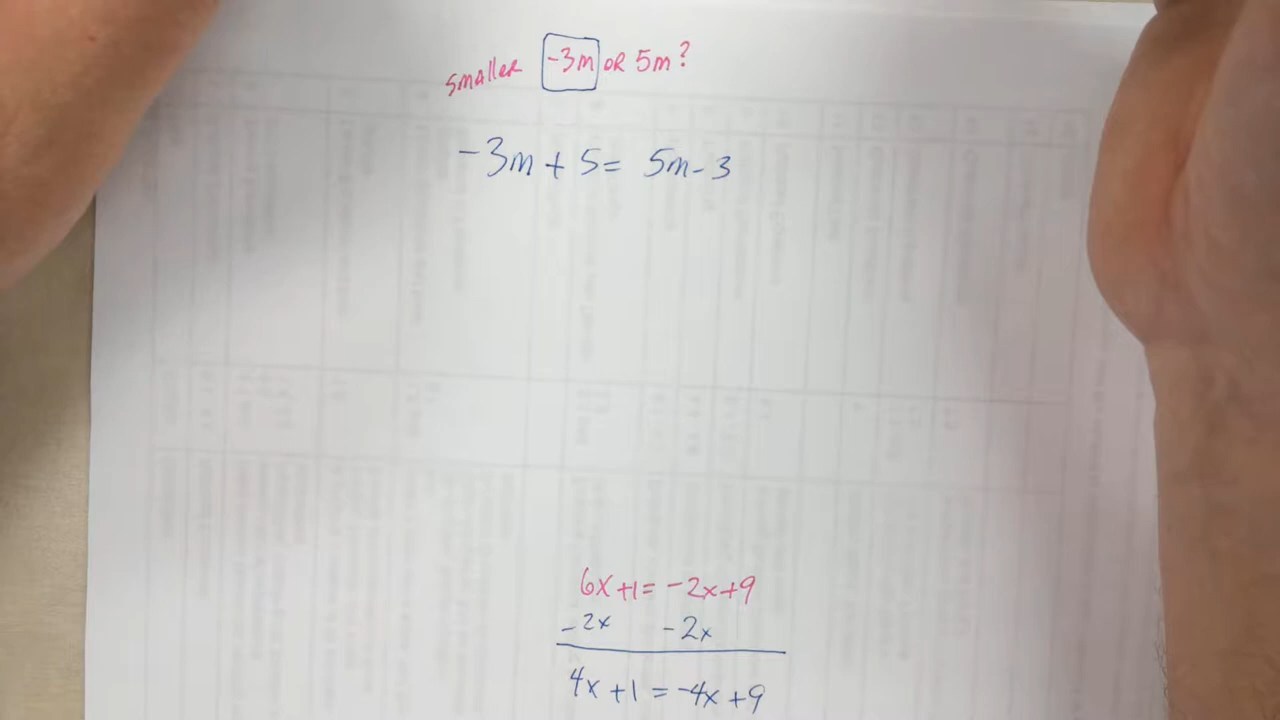 smaller -3m OR 5m?
-3m + 5 = 5m - 3
6x + 1 = -2x + 9
-2x -2x
4x + 1 = -4x + 9